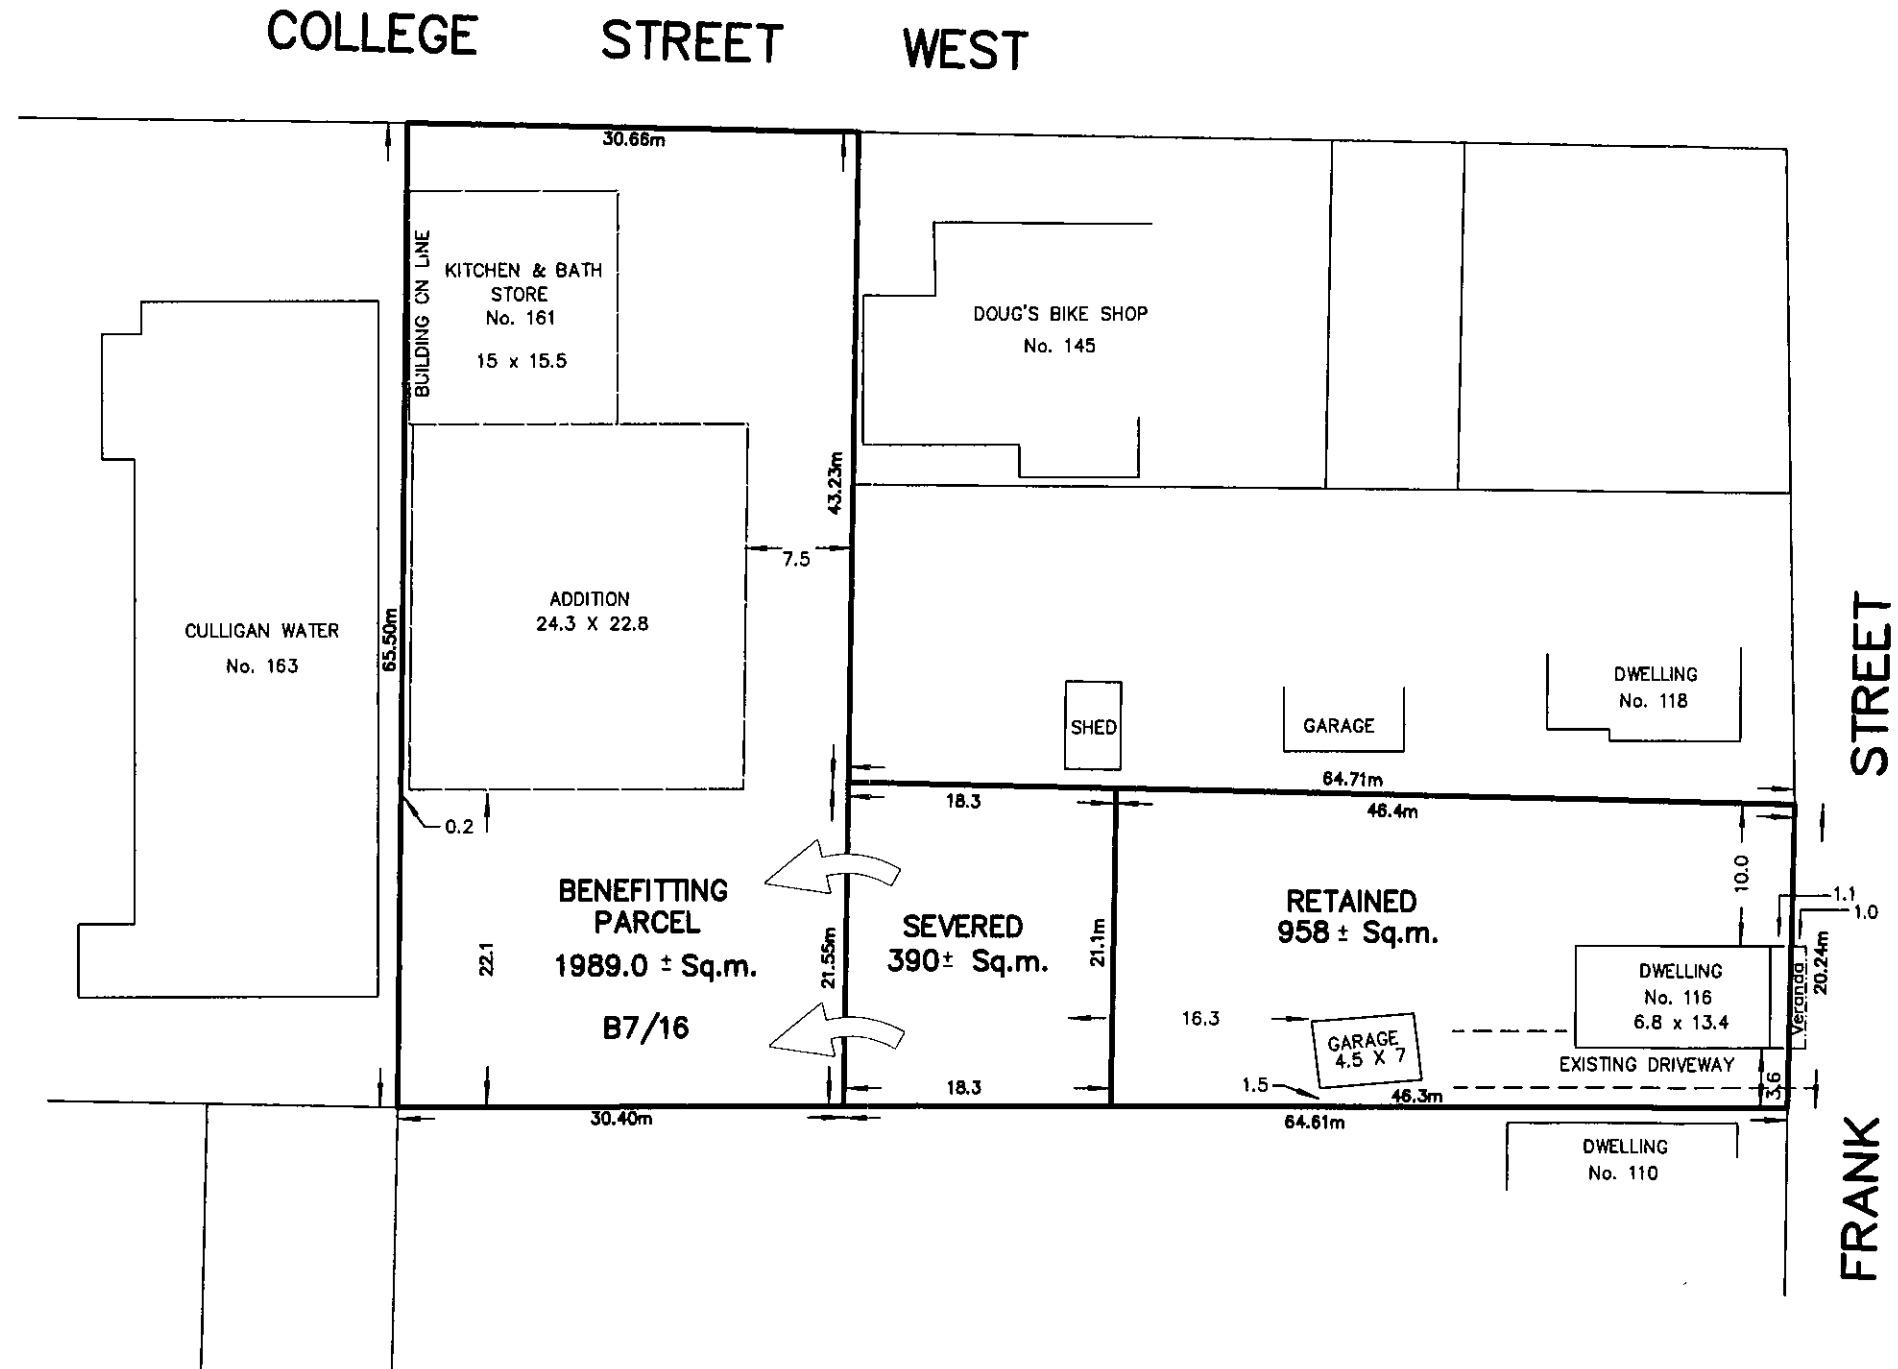 COLLEGE STREET WEST
30.66m
BUILDING ON LINE
KITCHEN & BATH
STORE
No. 161
15 x 15.5
DOUG'S BIKE SHOP
No. 145
43.23m
7.5
ADDITION
24.3 X 22.8
CULLIGAN WATER
No. 163
65.50m
SHED
GARAGE
DWELLING
No. 118
FRANK STREET
64.71m
18.3
46.4m
0.2
22.1
BENEFITTING
PARCEL
1989.0 ± Sq.m.
B7/16
21.55m
SEVERED
390± Sq.m.
21.1m
RETAINED
958 ± Sq.m.
10.0
1.1
1.0
20.24m
DWELLING
No. 116
6.8 x 13.4
Veranda
16.3
GARAGE
4.5 X 7
EXISTING DRIVEWAY
3.6
1.5
46.3m
18.3
30.40m
64.61m
DWELLING
No. 110